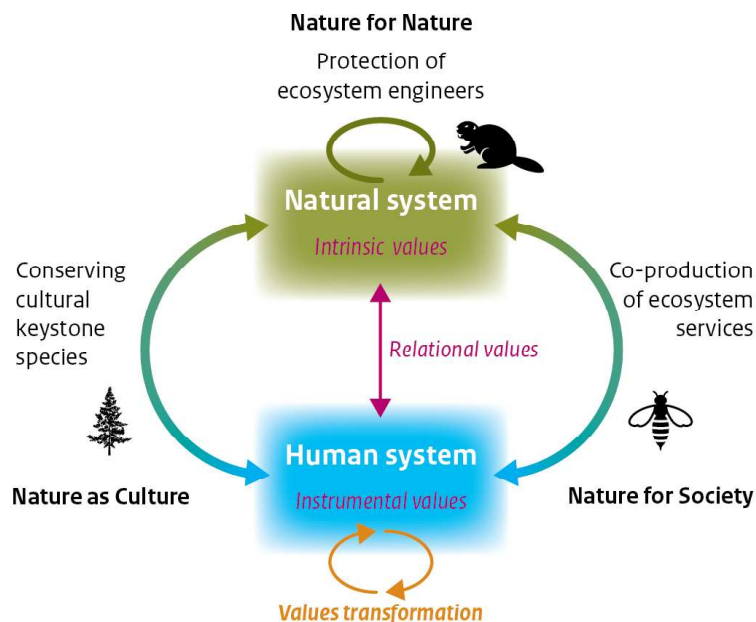 Nature for Nature
Protection of
ecosystem engineers
Natural system
Intrinsic values
Conserving
cultural
keystone
species
Co-production
of ecosystem
services
Relational values
Human system
Instrumental values
Nature as Culture
Nature for Society
Values transformation